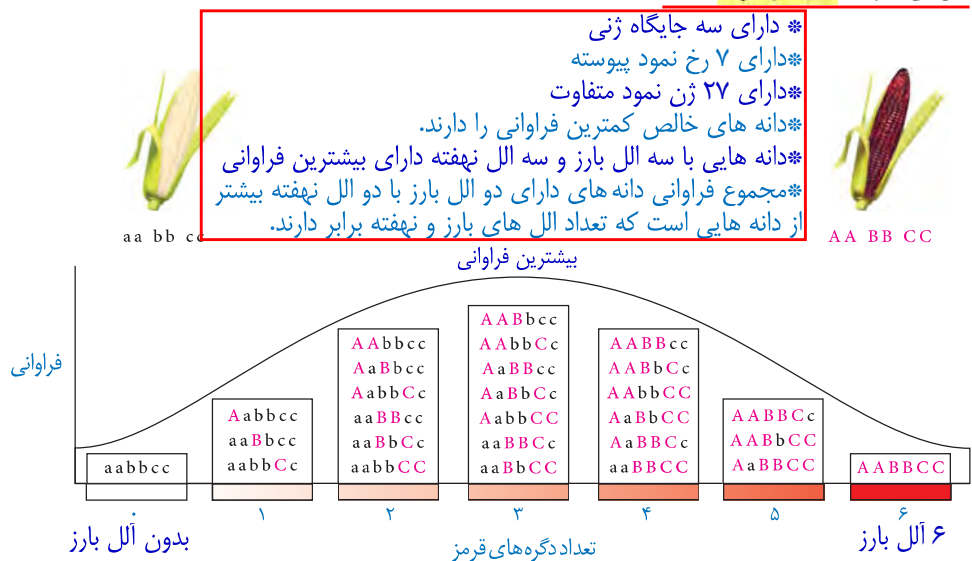 * دارای سه جایگاه ژنی
*دارای ۷ رخ نمود پیوسته
*دارای ۲۷ ژن نمود متفاوت
*دانه های خالص کمترین فراوانی را دارند.
*دانه هایی با سه الل بارز و سه الل نهفته دارای بیشترین فراوانی
*مجموع فراوانی دانه های دارای دو الل بارز با دو الل نهفته بیشتر
از دانه هایی است که تعداد الل های بارز و نهفته برابر دارند.
AA BB CC
aa bb cc
بیشترین فراوانی
فراوانی
aabbcc
Aabbcc
aaBbcc
aabbCc
AAbbcc
AaBbcc
AabbCc
aaBBcc
aaBbCc
aabbCC
AABbcc
AAbbCc
AaBBcc
AaBbCc
AabbCC
aaBBCc
aaBbCC
AABBcc
AABbCc
AAbbCC
AaBbCC
AaBBCc
aaBBCC
AABBCc
AABbCC
AaBBCC
AABBCC
۰ ۱ ۲ ۳ ۴ ۵ ۶
بدون آلل بارز
۶ آلل بارز
تعداد دگره های قرمز